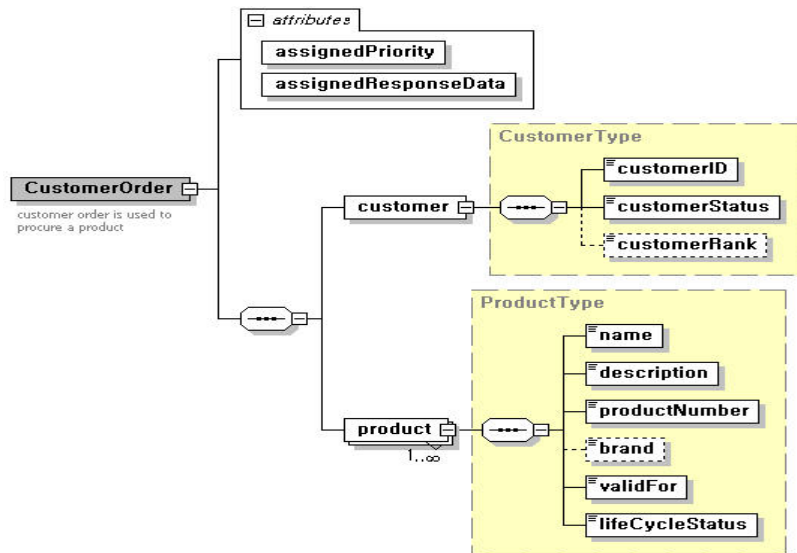 attributes
assignedPriority
assignedResponseData
CustomerType
customerID
CustomerOrder
customer
customerStatus
customer order is used to
procure a product
customerRank
ProductType
name
description
productNumber
product
1..∞
brand
validFor
lifeCycleStatus